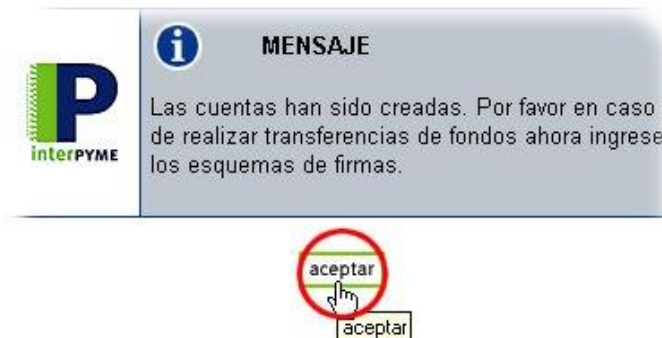 MENSAJE
P
interPYME
Las cuentas han sido creadas. Por favor en caso
de realizar transferencias de fondos ahora ingrese
los esquemas de firmas.
aceptar
aceptar